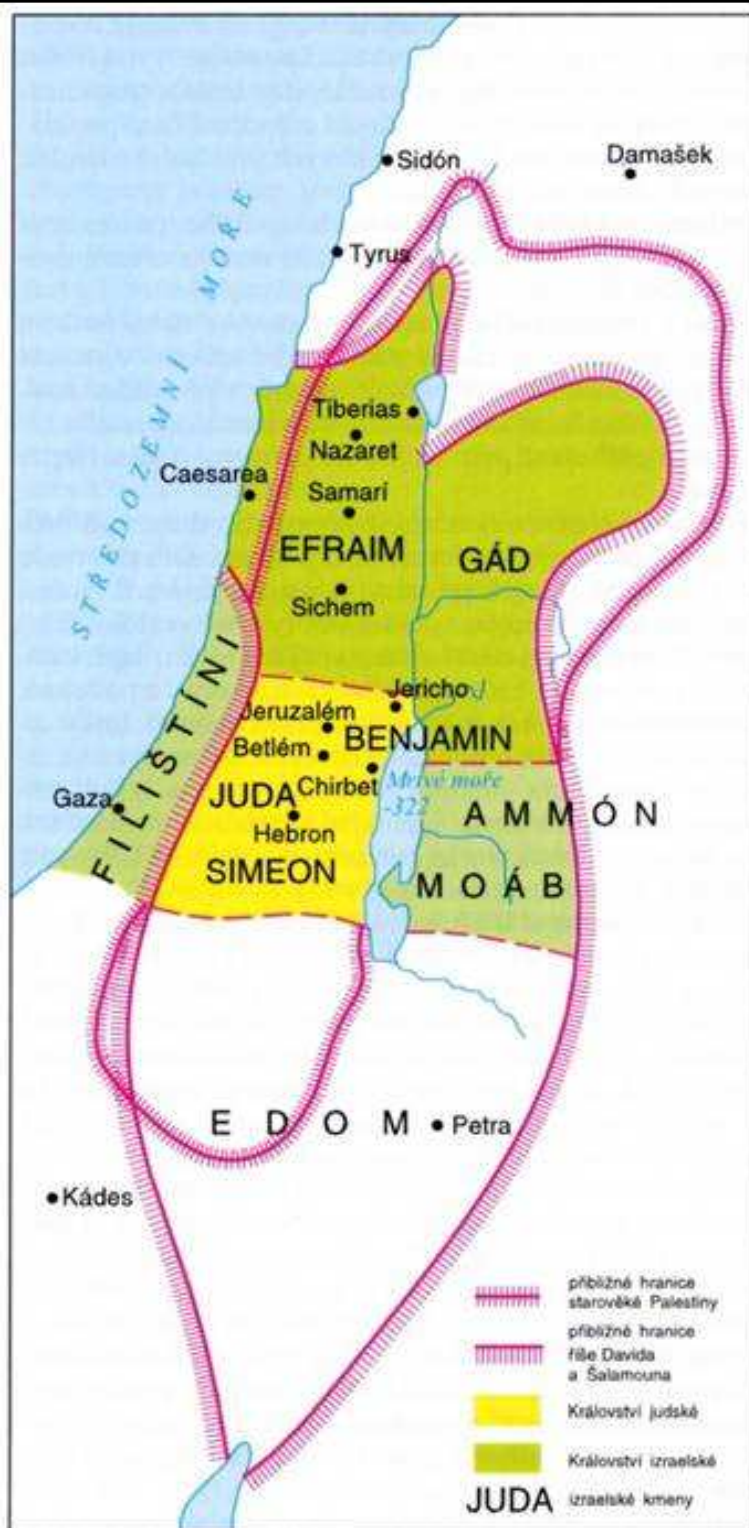 Sidón
Damašek
Tyrus
STŘEDOZEMNÍ MOŘE
Tiberias
Nazaret
Caesarea
Samarí
EFRAIM
GÁD
Sichem
FILIŠTÍNI
Jericho
Jeruzalém
BENJAMIN
Betlém
Chirbet
Mrtvé moře
-322
Gaza
JUDA
AMMÓN
Hebron
SIMEON
MOÁB
EDOM
Petra
Kádes
přibližné hranice
starověké Palestiny
přibližné hranice
říše Davida
a Šalamouna
Království judské
Království izraelské
JUDA izraelské kmeny